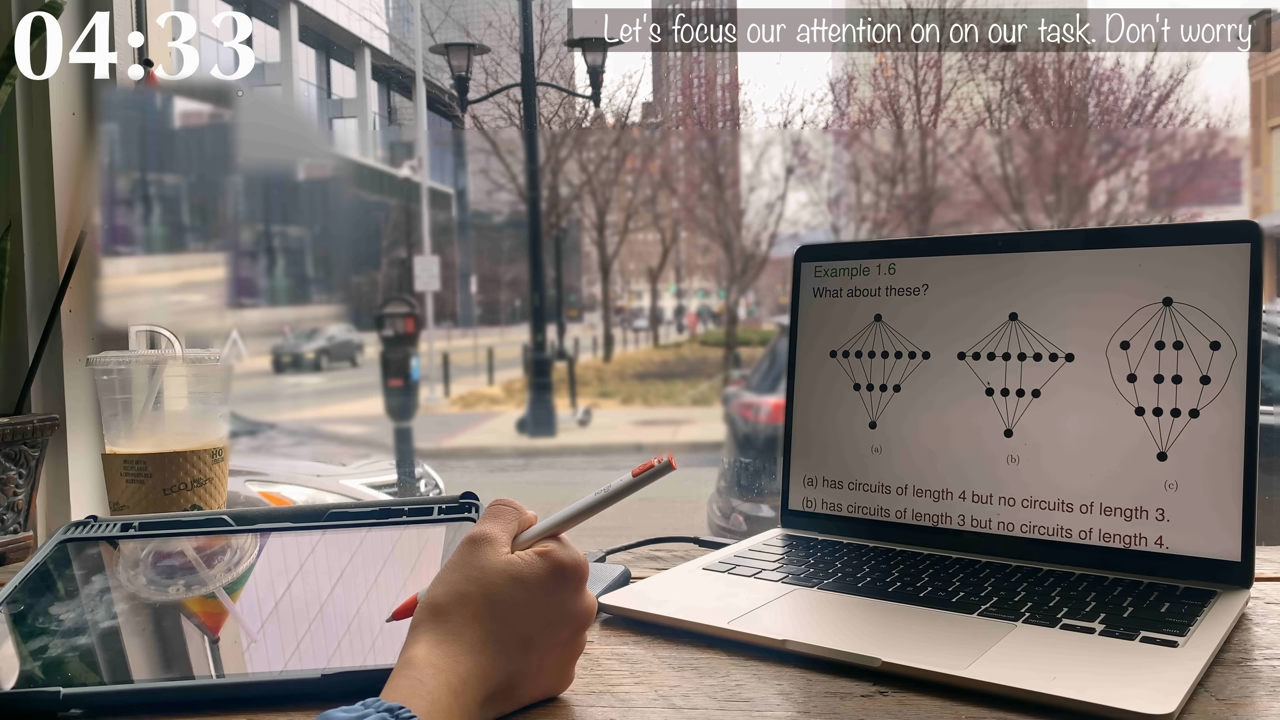 04:33
Let's focus our attention on on our task. Don't worry
Example 1.6
What about these?
(a)
(b)
(c)
(a) has circuits of length 4 but no circuits of length 3.
(b) has circuits of length 3 but no circuits of length 4.